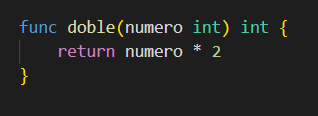 func doble(numero int) int {
    return numero * 2
}